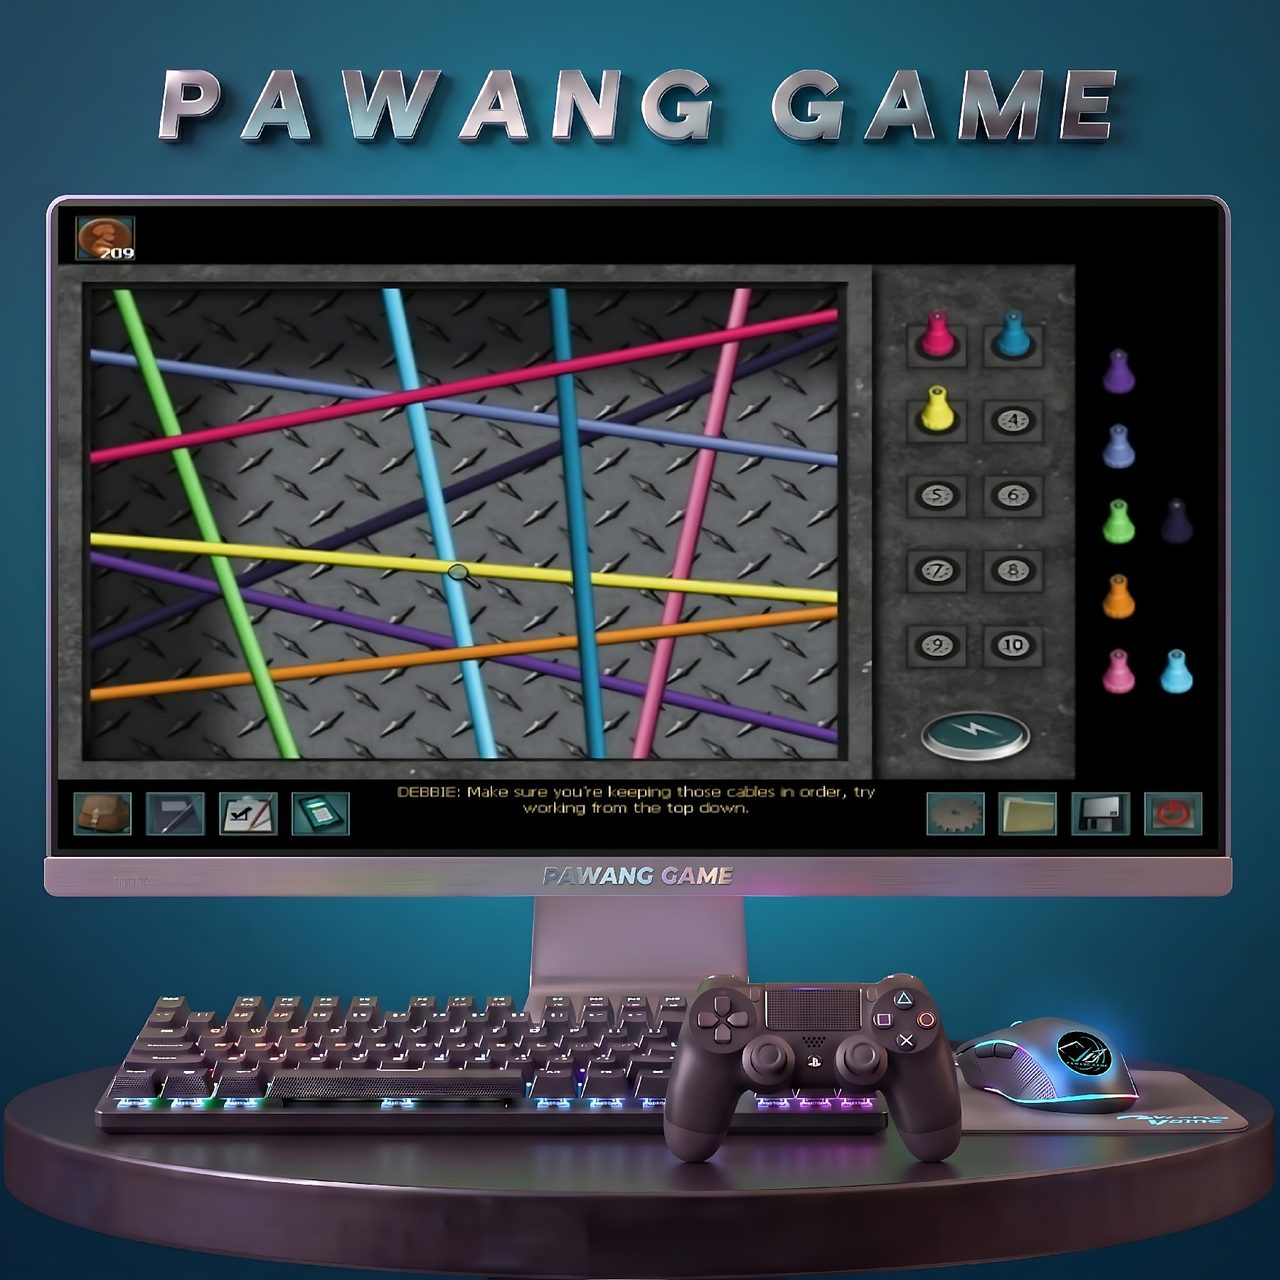 PAWANG GAME
209
4
5 6
7 8
9 10
DEBBIE: Make sure you're keeping those cables in order, try
working from the top down.
PAWANG GAME